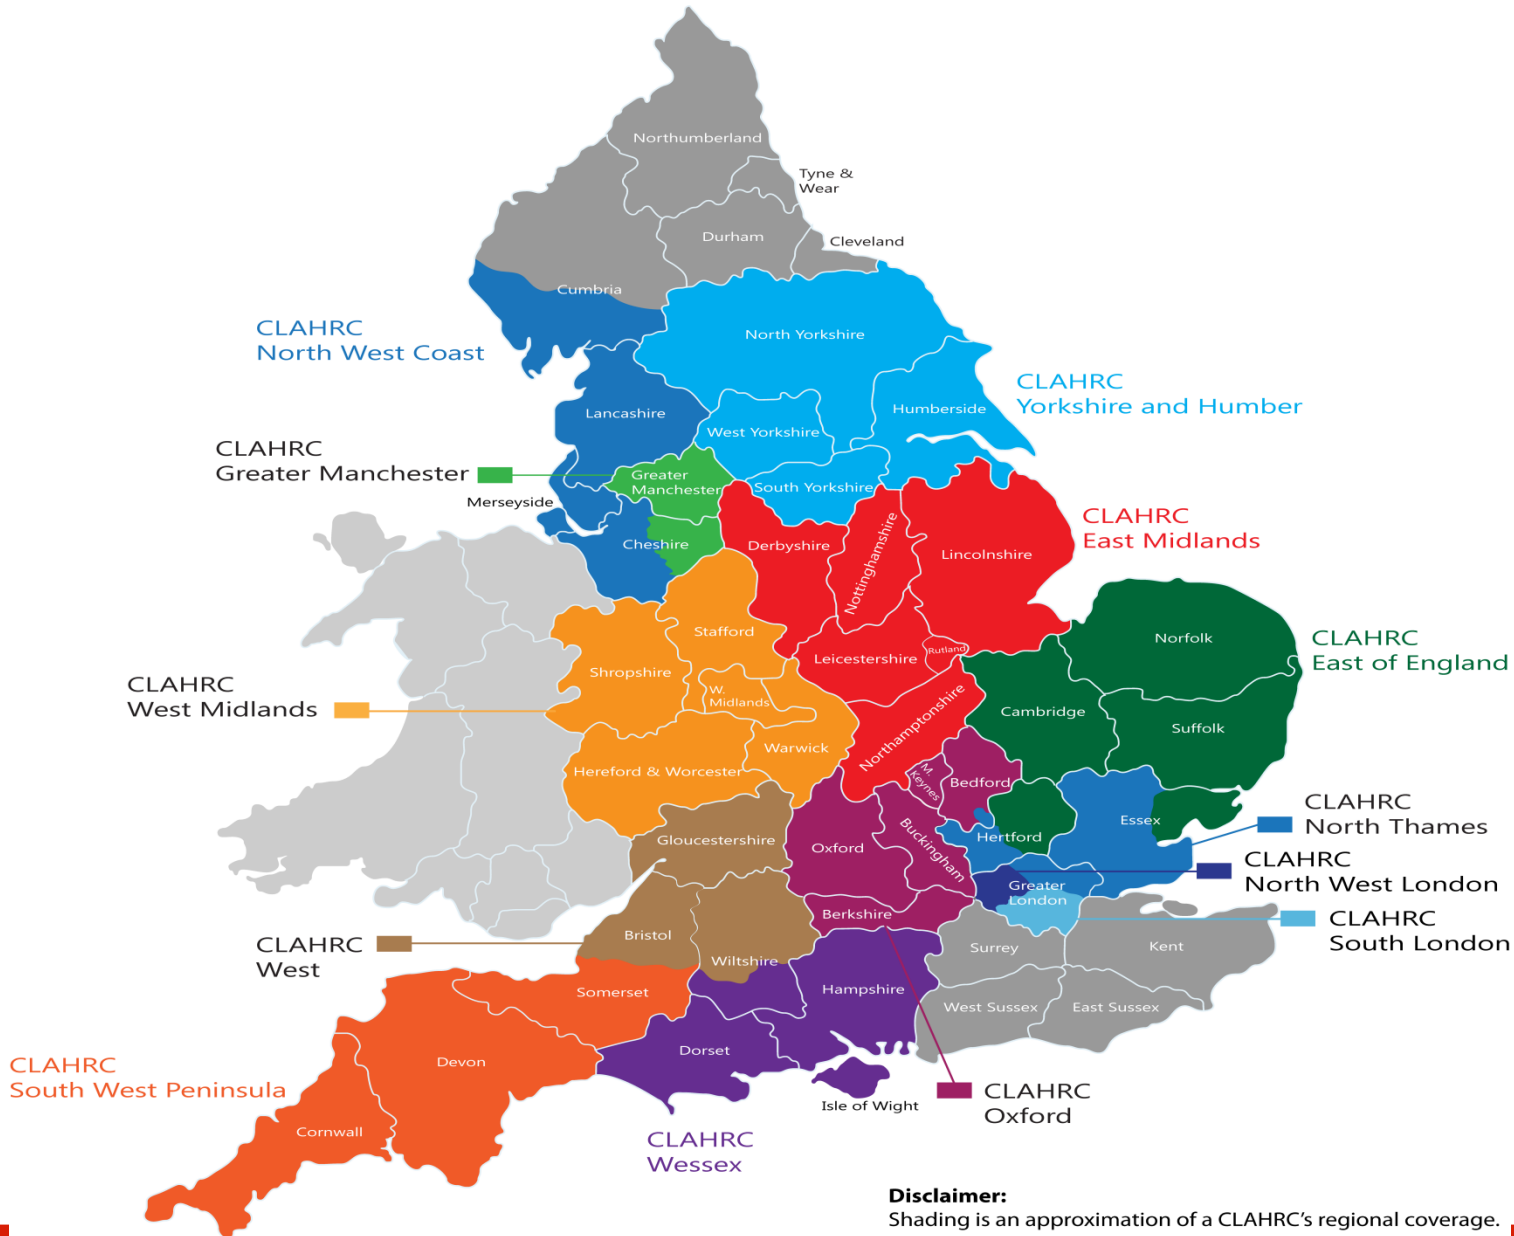 Northumberland
Tyne &
Wear
Durham
Cleveland
Cumbria
CLAHRC
North West Coast
North Yorkshire
CLAHRC
Yorkshire and Humber
Lancashire
Humberside
West Yorkshire
CLAHRC
Greater Manchester
Greater
Manchester
South Yorkshire
Merseyside
CLAHRC
East Midlands
Cheshire
Derbyshire
Nottinghamshire
Lincolnshire
Stafford
Norfolk
CLAHRC
East of England
Leicestershire
Rutland
Shropshire
CLAHRC
West Midlands
W.
Midlands
Cambridge
Suffolk
Northamptonshire
Warwick
Hereford & Worcester
M.
Keynes
Bedford
CLAHRC
North Thames
Essex
Gloucestershire
Oxford
Buckingham
Hertford
CLAHRC
North West London
Greater
London
Berkshire
CLAHRC
South London
CLAHRC
West
Bristol
Wiltshire
Surrey
Kent
Somerset
Hampshire
West Sussex
East Sussex
CLAHRC
South West Peninsula
Devon
Dorset
Isle of Wight
CLAHRC
Oxford
Cornwall
CLAHRC
Wessex
Disclaimer:
Shading is an approximation of a CLAHRC’s regional coverage.